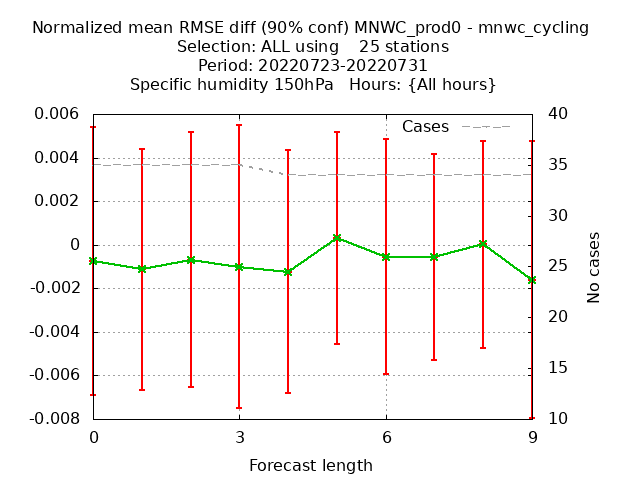 Normalized mean RMSE diff (90% conf) MNWC_prod0 - mnwc_cycling
Selection: ALL using    25 stations
Period: 20220723-20220731
Specific humidity 150hPa   Hours: {All hours}
0.006
0.004
0.002
0
-0.002
-0.004
-0.006
-0.008
Cases
40
35
30
25
20
15
10
No cases
0
3
6
9
Forecast length